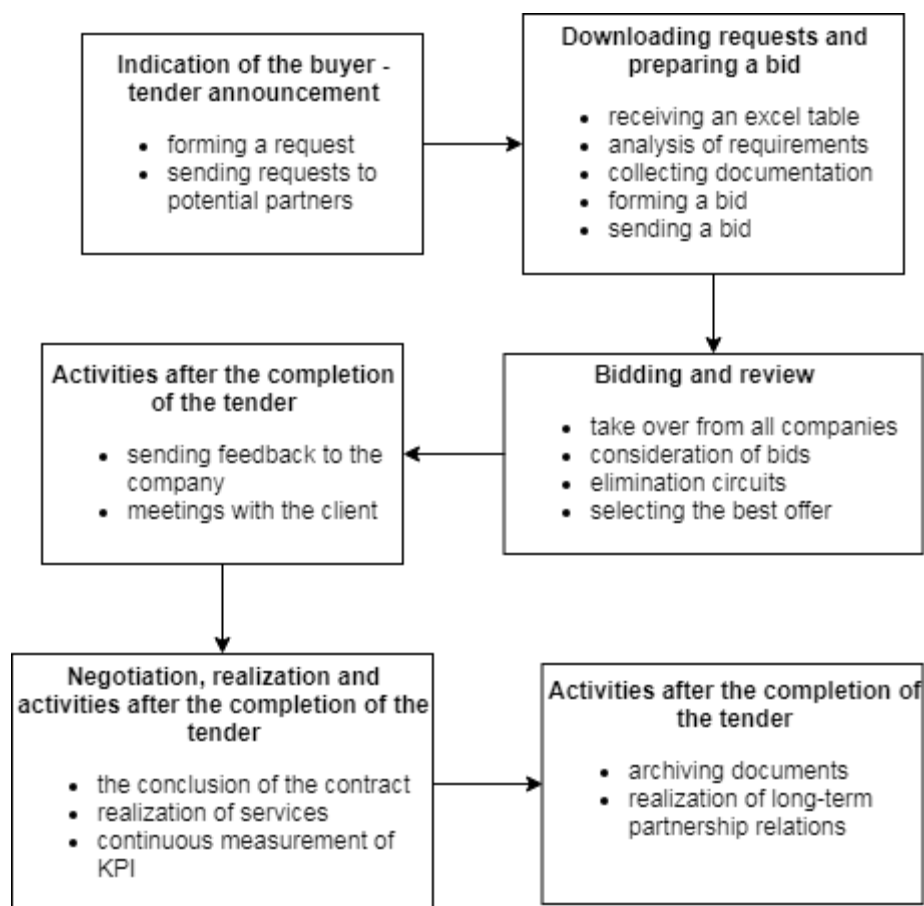 Indication of the buyer -
tender announcement
• forming a request
• sending requests to
potential partners
Downloading requests and
preparing a bid
• receiving an excel table
• analysis of requirements
• collecting documentation
• forming a bid
• sending a bid
Bidding and review
• take over from all companies
• consideration of bids
• elimination circuits
• selecting the best offer
Activities after the completion
of the tender
• sending feedback to the
company
• meetings with the client
Negotiation, realization and
activities after the completion of the
tender
• the conclusion of the contract
• realization of services
• continuous measurement of
KPI
Activities after the completion of
the tender
• archiving documents
• realization of long-term
partnership relations